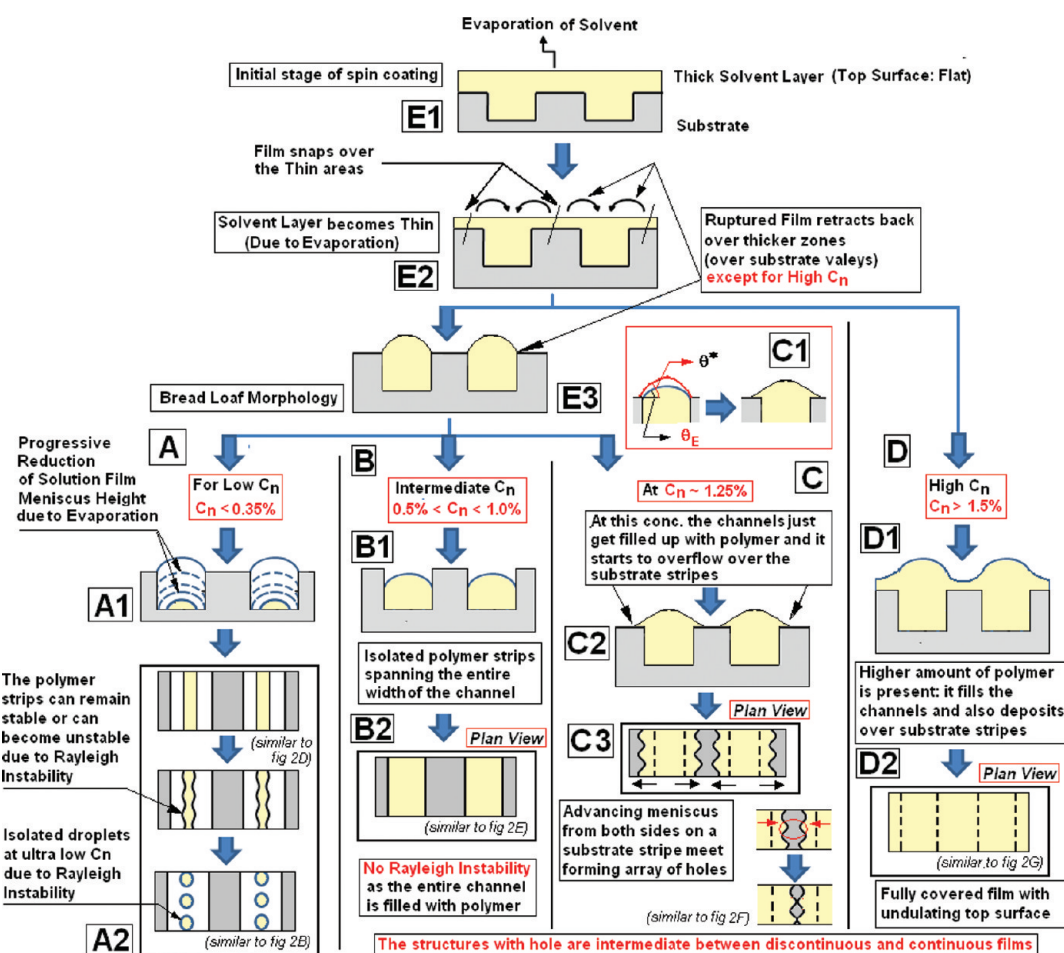 Evaporation of Solvent
Initial stage of spin coating
Thick Solvent Layer (Top Surface: Flat)
E1
Substrate
Film snaps over
the Thin areas
Solvent Layer becomes Thin
(Due to Evaporation)
E2
Ruptured Film retracts back
over thicker zones
(over substrate valeys)
except for High Cn
Bread Loaf Morphology
E3
θ*
θE
C1
A
Progressive
Reduction
of Solution Film
Meniscus Height
due to Evaporation
For Low Cn
Cn < 0.35%
A1
The polymer
strips can remain
stable or can
become unstable
due to Rayleigh
Instability
(similar to
fig 2D)
Isolated droplets
at ultra low Cn
due to Rayleigh
Instability
A2
(similar to fig 2B)
B
Intermediate Cn
0.5% < Cn < 1.0%
B1
Isolated polymer strips
spanning the entire
widthof the channel
B2
Plan View
(similar to fig 2E)
No Rayleigh Instability
as the entire channel
is filled with polymer
C
At Cn ~ 1.25%
At this conc. the channels just
get filled up with polymer and it
starts to overflow over the
substrate stripes
C2
Plan View
C3
Advancing meniscus
from both sides on a
substrate stripe meet
forming array of holes
(similar to fig 2F)
D
High Cn
Cn > 1.5%
D1
Higher amount of polymer
is present: it fills the
channels and also deposits
over substrate stripes
D2
Plan View
(similar to fig 2G)
Fully covered film with
undulating top surface
The structures with hole are intermediate between discontinuous and continuous films